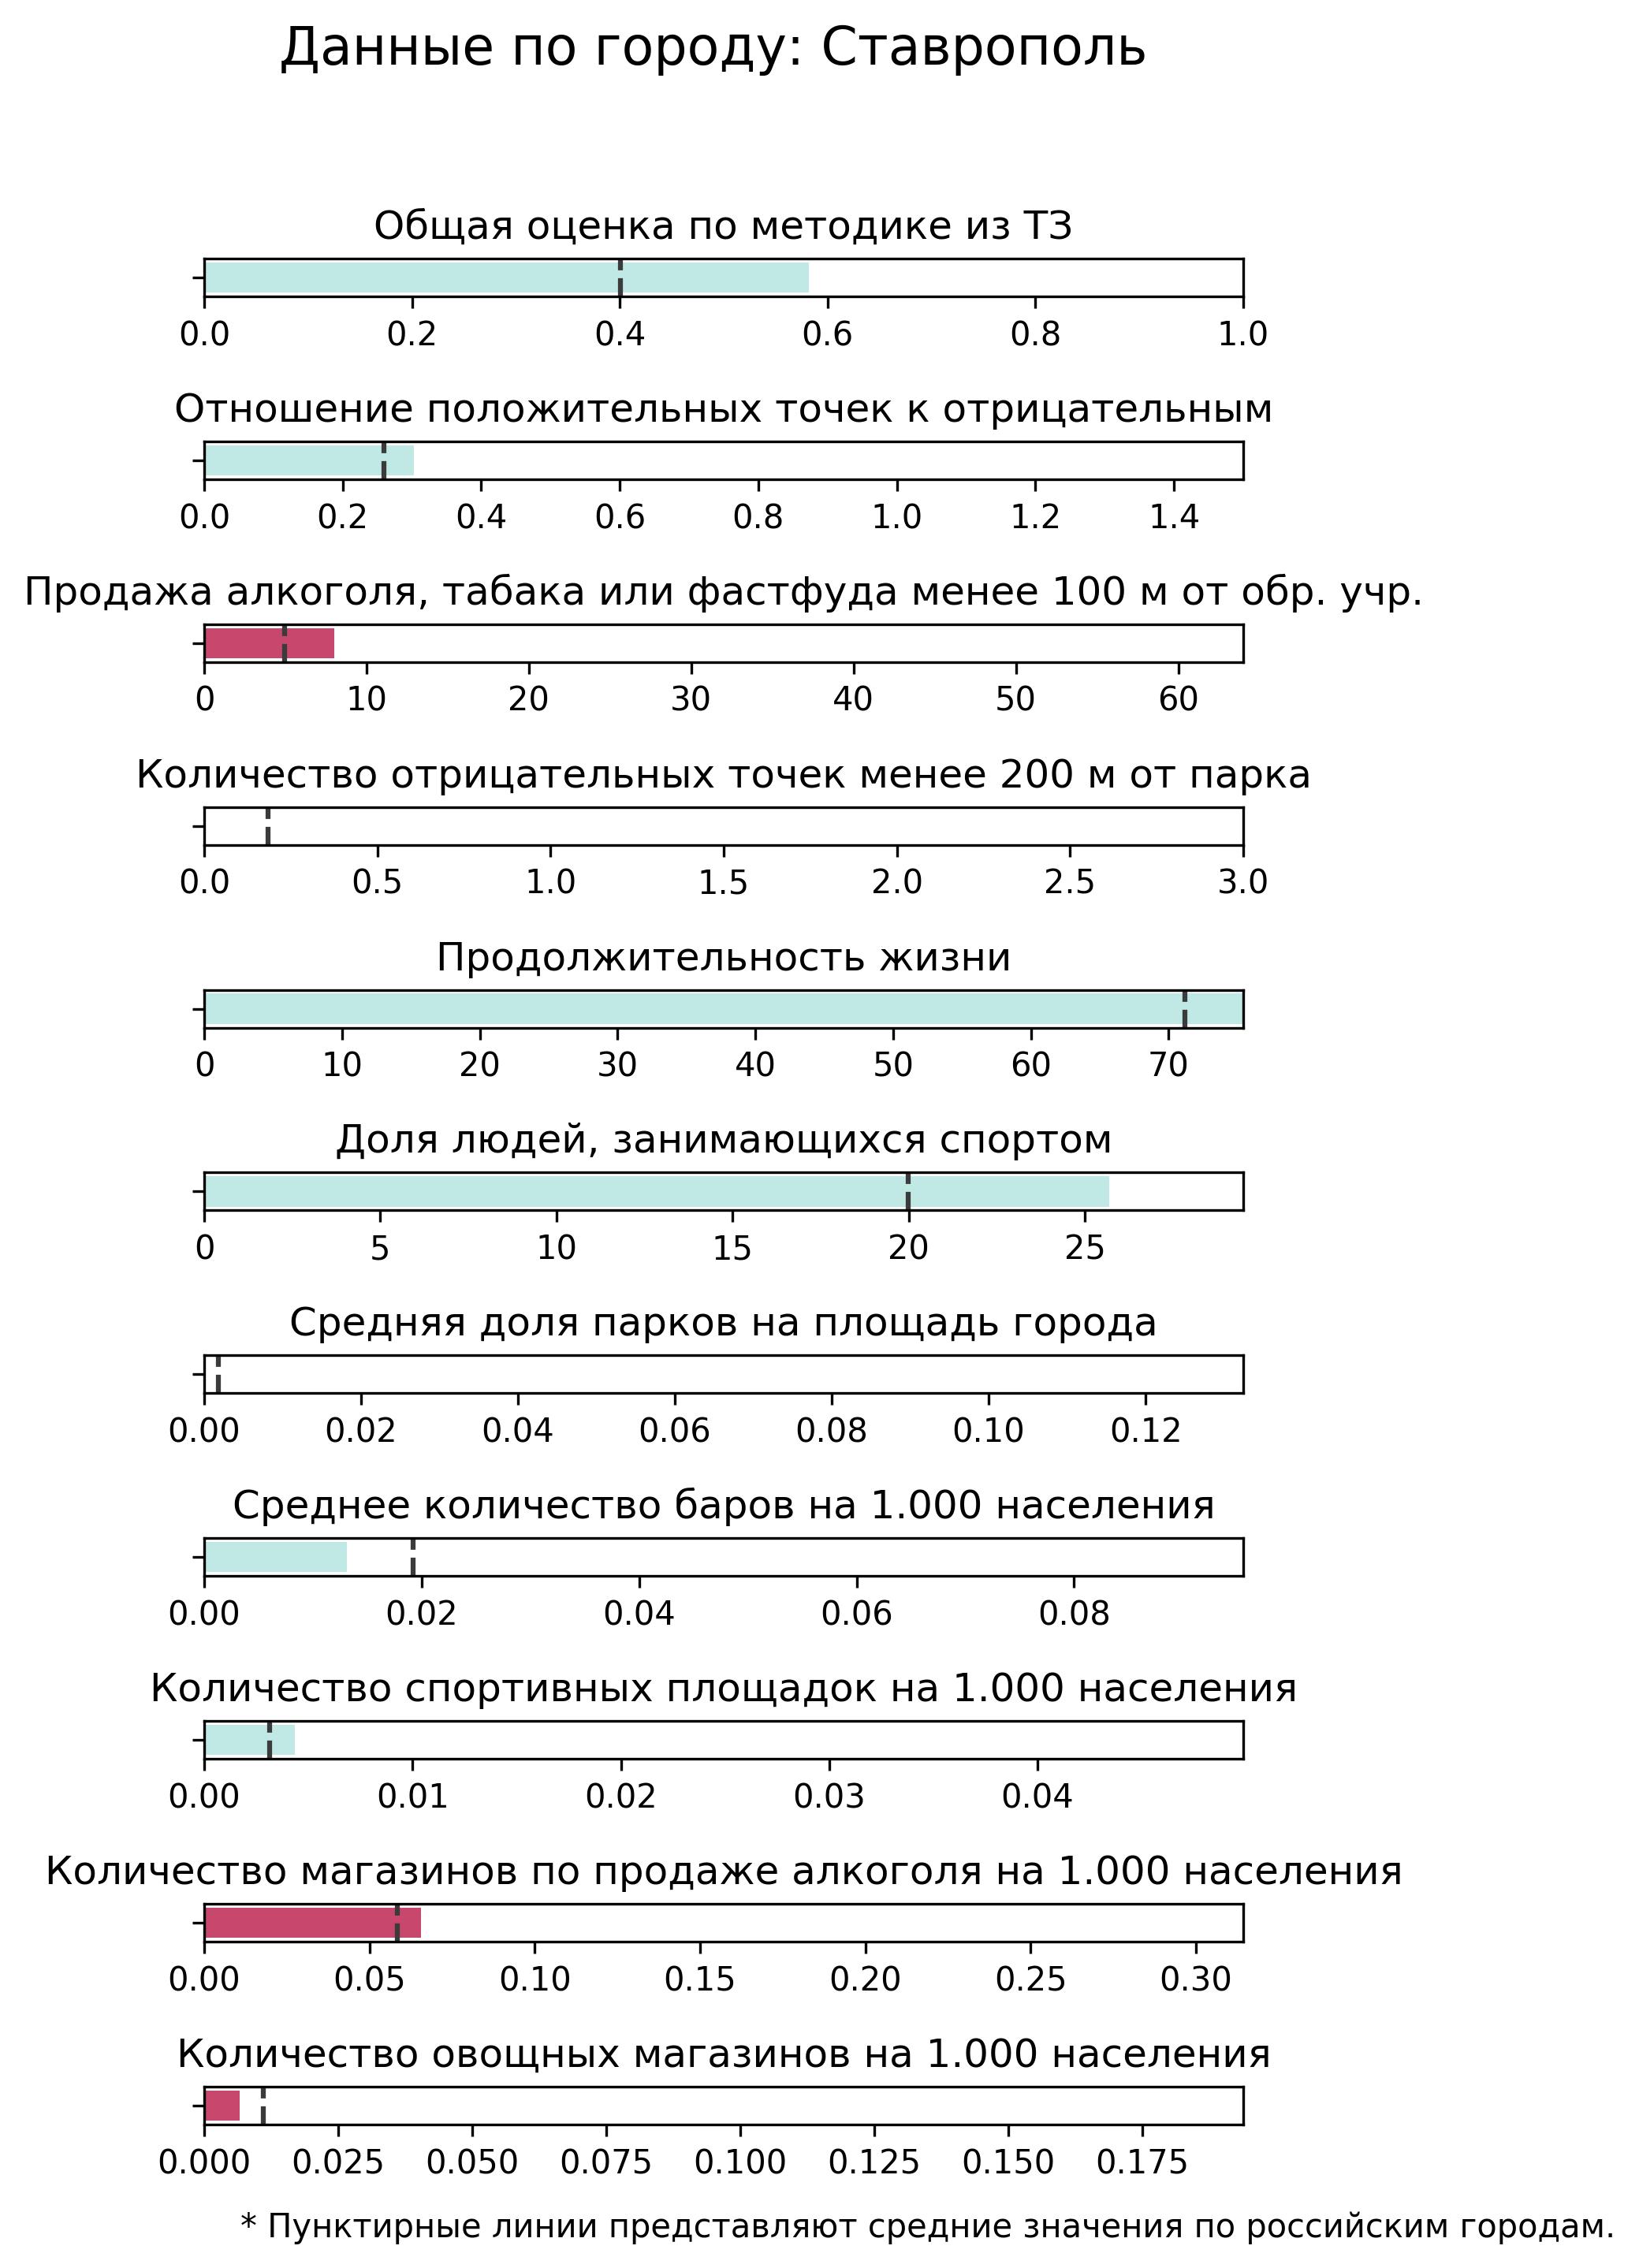 Данные по городу: Ставрополь
Общая оценка по методике из ТЗ
0.0 0.2 0.4 0.6 0.8 1.0
Отношение положительных точек к отрицательным
0.0 0.2 0.4 0.6 0.8 1.0 1.2 1.4
Продажа алкоголя, табака или фастфуда менее 100 м от обр. учр.
0 10 20 30 40 50 60
Количество отрицательных точек менее 200 м от парка
0.0 0.5 1.0 1.5 2.0 2.5 3.0
Продолжительность жизни
0 10 20 30 40 50 60 70
Доля людей, занимающихся спортом
0 5 10 15 20 25
Средняя доля парков на площадь города
0.00 0.02 0.04 0.06 0.08 0.10 0.12
Среднее количество баров на 1.000 населения
0.00 0.02 0.04 0.06 0.08
Количество спортивных площадок на 1.000 населения
0.00 0.01 0.02 0.03 0.04
Количество магазинов по продаже алкоголя на 1.000 населения
0.00 0.05 0.10 0.15 0.20 0.25 0.30
Количество овощных магазинов на 1.000 населения
0.000 0.025 0.050 0.075 0.100 0.125 0.150 0.175
* Пунктирные линии представляют средние значения по российским городам.